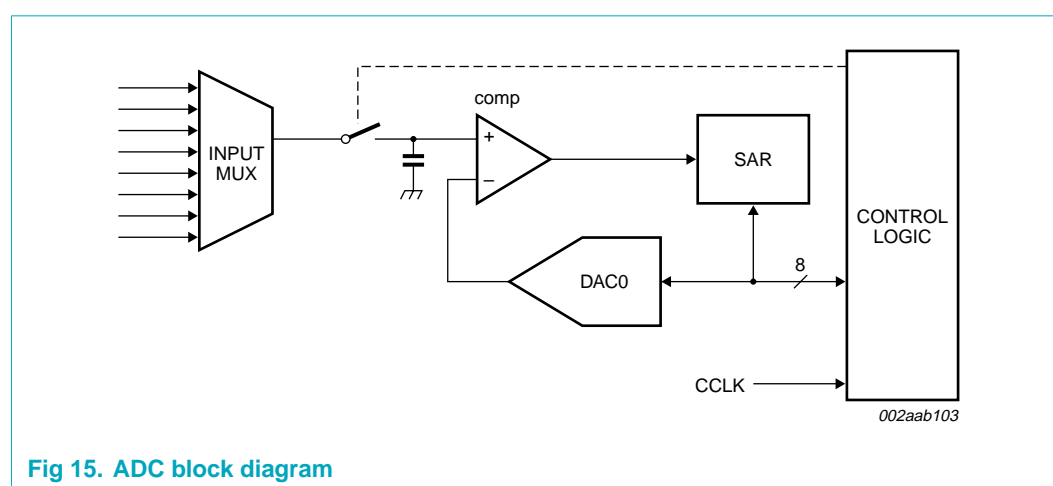 comp
INPUT
MUX
+
−
SAR
CONTROL
LOGIC
DAC0
8
CCLK
002aab103
Fig 15. ADC block diagram